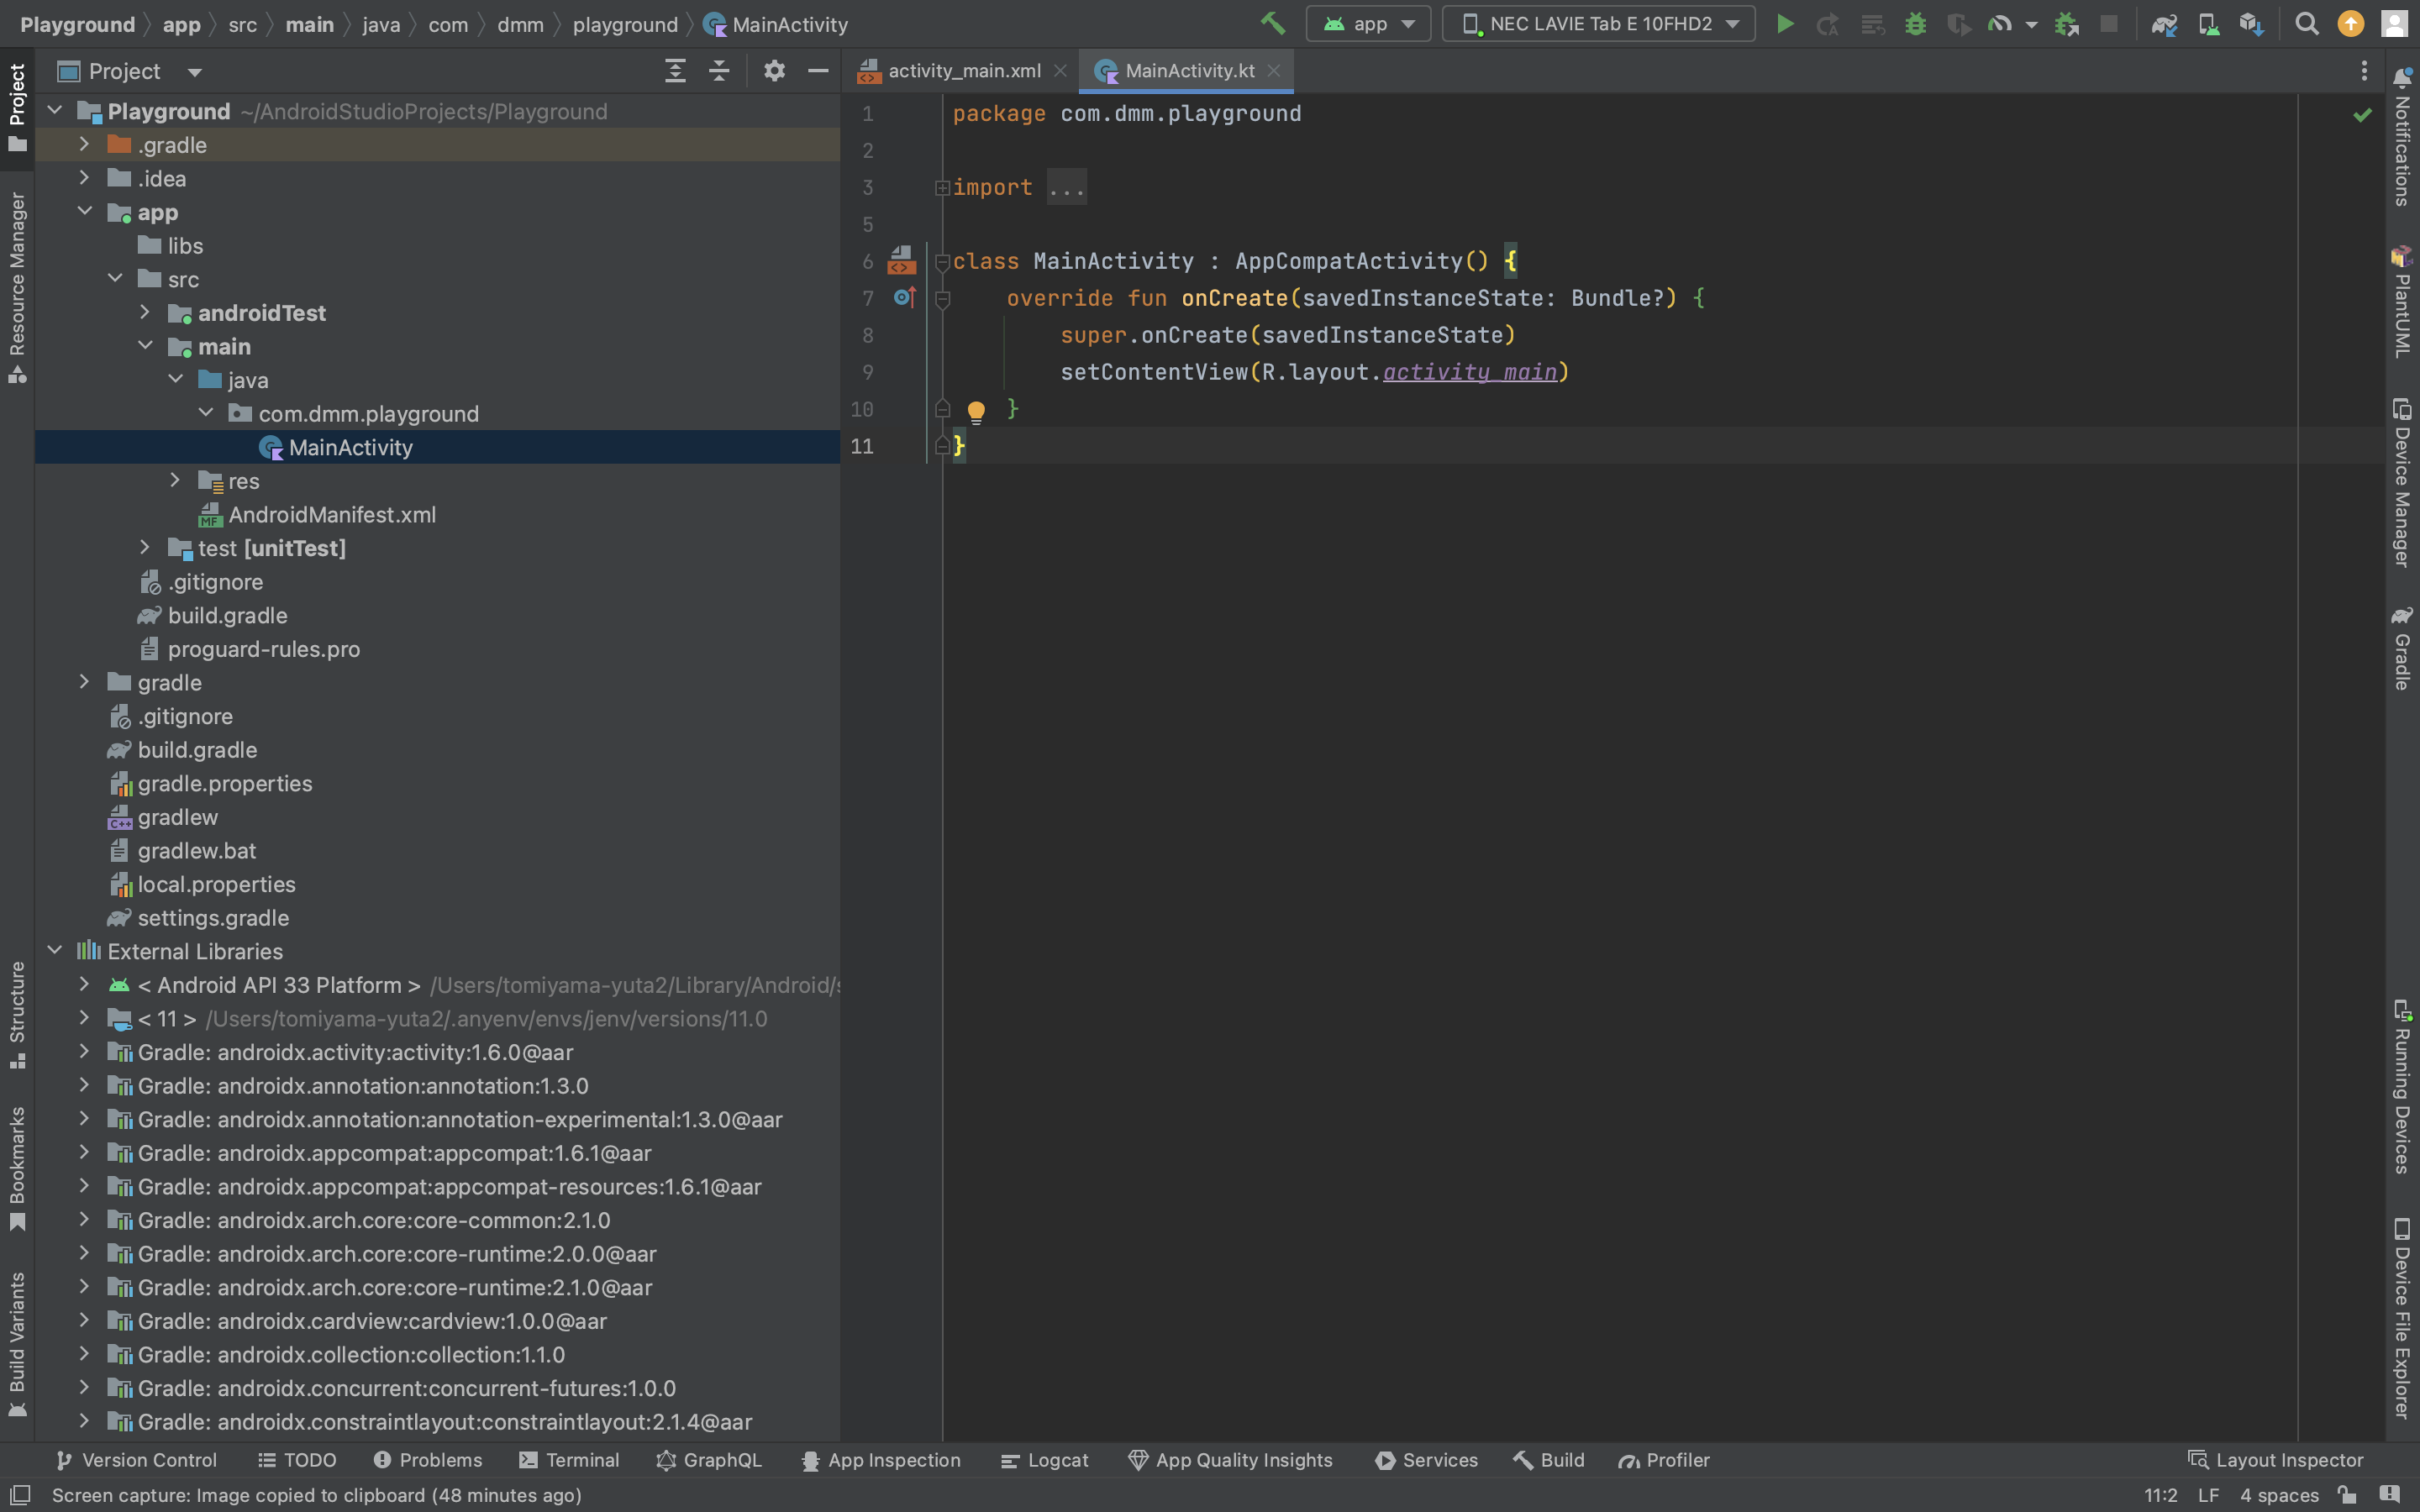 Playground app src main java com dmm playground MainActivity
app
NEC LAVIE Tab E 10FHD2
Project
Resource Manager
Structure
Bookmarks
Build Variants
Project
Playground ~/AndroidStudioProjects/Playground
.gradle
.idea
app
libs
src
androidTest
main
java
com.dmm.playground
MainActivity
res
AndroidManifest.xml
test [unitTest]
.gitignore
build.gradle
proguard-rules.pro
gradle
.gitignore
build.gradle
gradle.properties
gradlew
gradlew.bat
local.properties
settings.gradle
External Libraries
< Android API 33 Platform > /Users/tomiyama-yuta2/Library/Android/s
< 11 > /Users/tomiyama-yuta2/.anyenv/envs/jenv/versions/11.0
Gradle: androidx.activity:activity:1.6.0@aar
Gradle: androidx.annotation:annotation:1.3.0
Gradle: androidx.annotation:annotation-experimental:1.3.0@aar
Gradle: androidx.appcompat:appcompat:1.6.1@aar
Gradle: androidx.appcompat:appcompat-resources:1.6.1@aar
Gradle: androidx.arch.core:core-common:2.1.0
Gradle: androidx.arch.core:core-runtime:2.0.0@aar
Gradle: androidx.arch.core:core-runtime:2.1.0@aar
Gradle: androidx.cardview:cardview:1.0.0@aar
Gradle: androidx.collection:collection:1.1.0
Gradle: androidx.concurrent:concurrent-futures:1.0.0
Gradle: androidx.constraintlayout:constraintlayout:2.1.4@aar
activity_main.xml
MainActivity.kt
1 package com.dmm.playground
2
3 import ...
5
6 class MainActivity : AppCompatActivity() {
7 override fun onCreate(savedInstanceState: Bundle?) {
8 super.onCreate(savedInstanceState)
9 setContentView(R.layout.activity_main)
10 }
11 }
Notifications
PlantUML
Device Manager
Gradle
Running Devices
Device File Explorer
Version Control TODO Problems Terminal GraphQL App Inspection Logcat App Quality Insights Services Build Profiler Layout Inspector
Screen capture: Image copied to clipboard (48 minutes ago) 11:2 LF 4 spaces